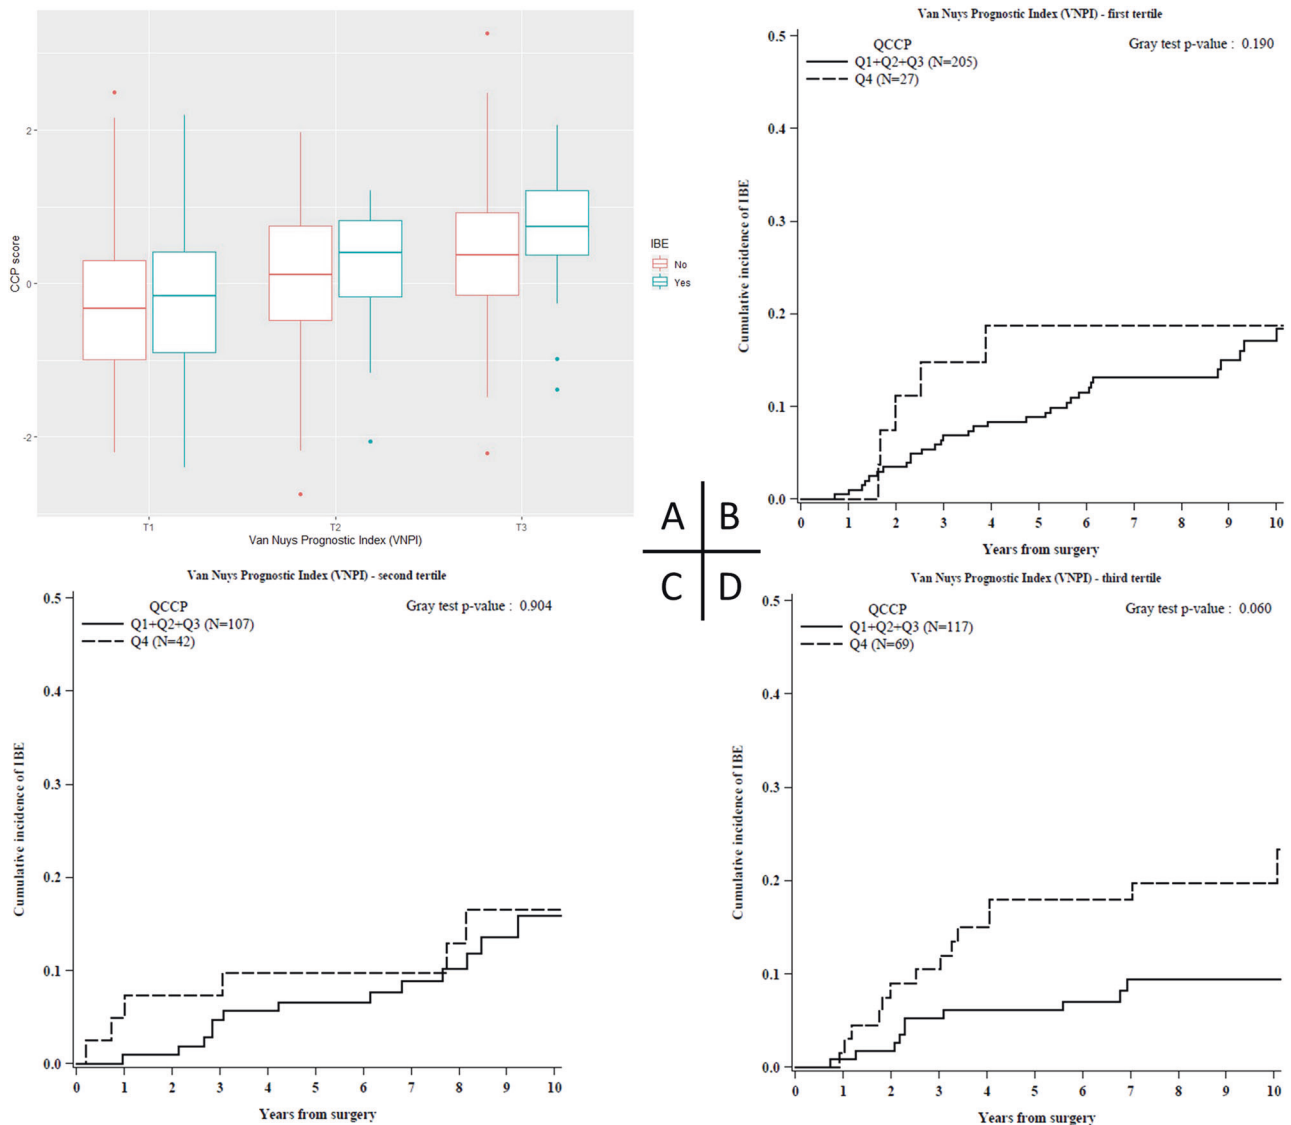 2
0
-2
CCP score
T1
T2
T3
Van Nuys Prognostic Index (VNPI)
IBE
No
Yes
Van Nuys Prognostic Index (VNPI) - first tertile
QCCP
Gray test p-value : 0.190
Q1+Q2+Q3 (N=205)
Q4 (N=27)
0.5
0.4
0.3
0.2
0.1
0.0
Cumulative incidence of IBE
0 1 2 3 4 5 6 7 8 9 10
Years from surgery
A B
C D
Van Nuys Prognostic Index (VNPI) - second tertile
QCCP
Gray test p-value : 0.904
Q1+Q2+Q3 (N=107)
Q4 (N=42)
0.5
0.4
0.3
0.2
0.1
0.0
Cumulative incidence of IBE
0 1 2 3 4 5 6 7 8 9 10
Years from surgery
Van Nuys Prognostic Index (VNPI) - third tertile
QCCP
Gray test p-value : 0.060
Q1+Q2+Q3 (N=117)
Q4 (N=69)
0.5
0.4
0.3
0.2
0.1
0.0
Cumulative incidence of IBE
0 1 2 3 4 5 6 7 8 9 10
Years from surgery